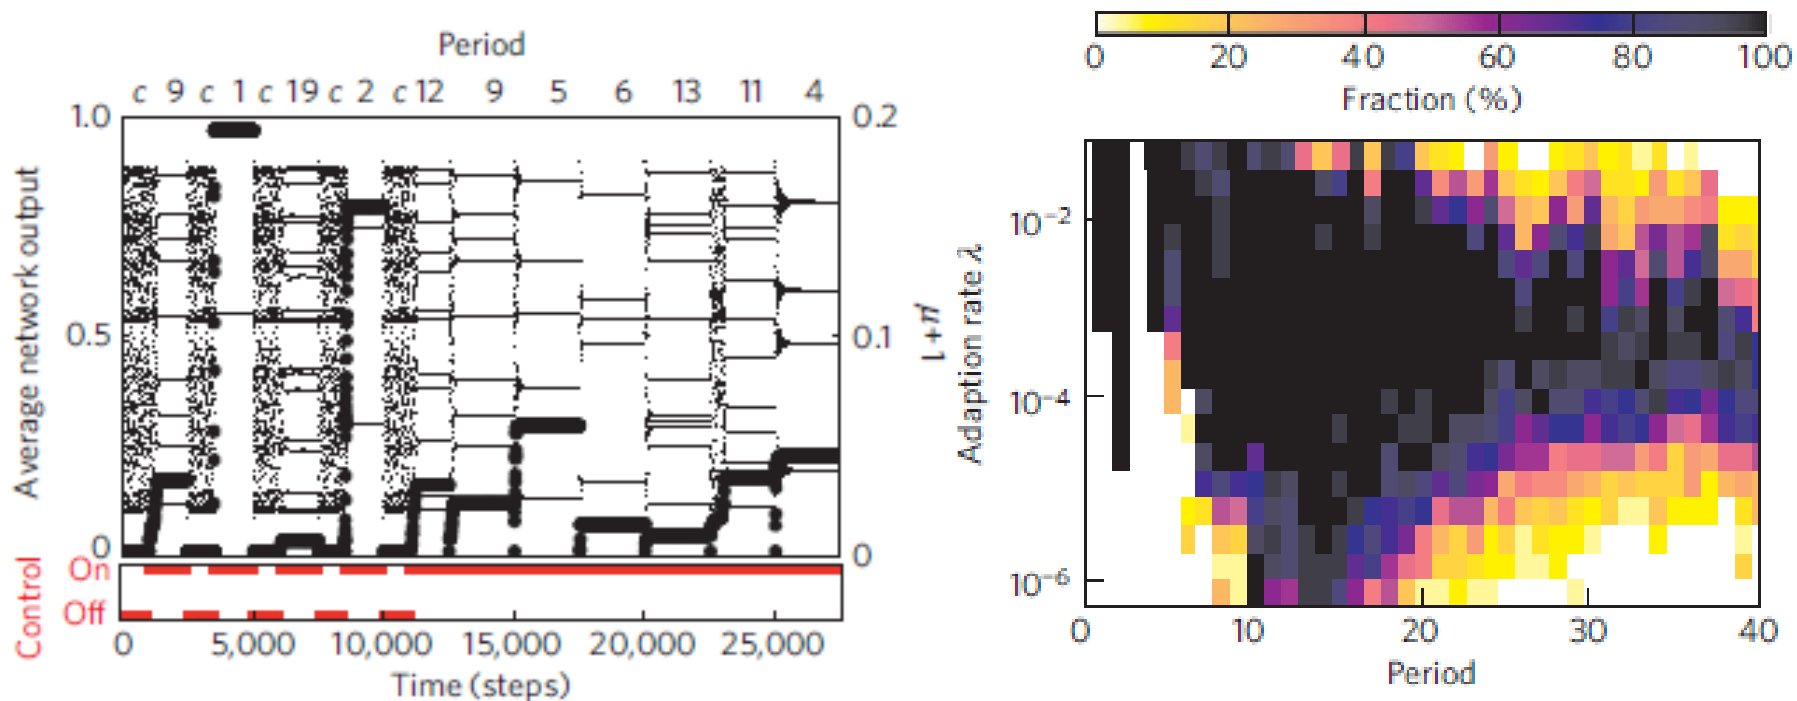 Period
c 9 c 1 c 19 c 2 c 12 9 5 6 13 11 4
1.0
0.5
0
Average network output
0.2
0.1
0
μ+1
Control
On
Off
0 5,000 10,000 15,000 20,000 25,000
Time (steps)
0 20 40 60 80 100
Fraction (%)
10⁻²
10⁻⁴
10⁻⁶
Adaption rate λ
0 10 20 30 40
Period